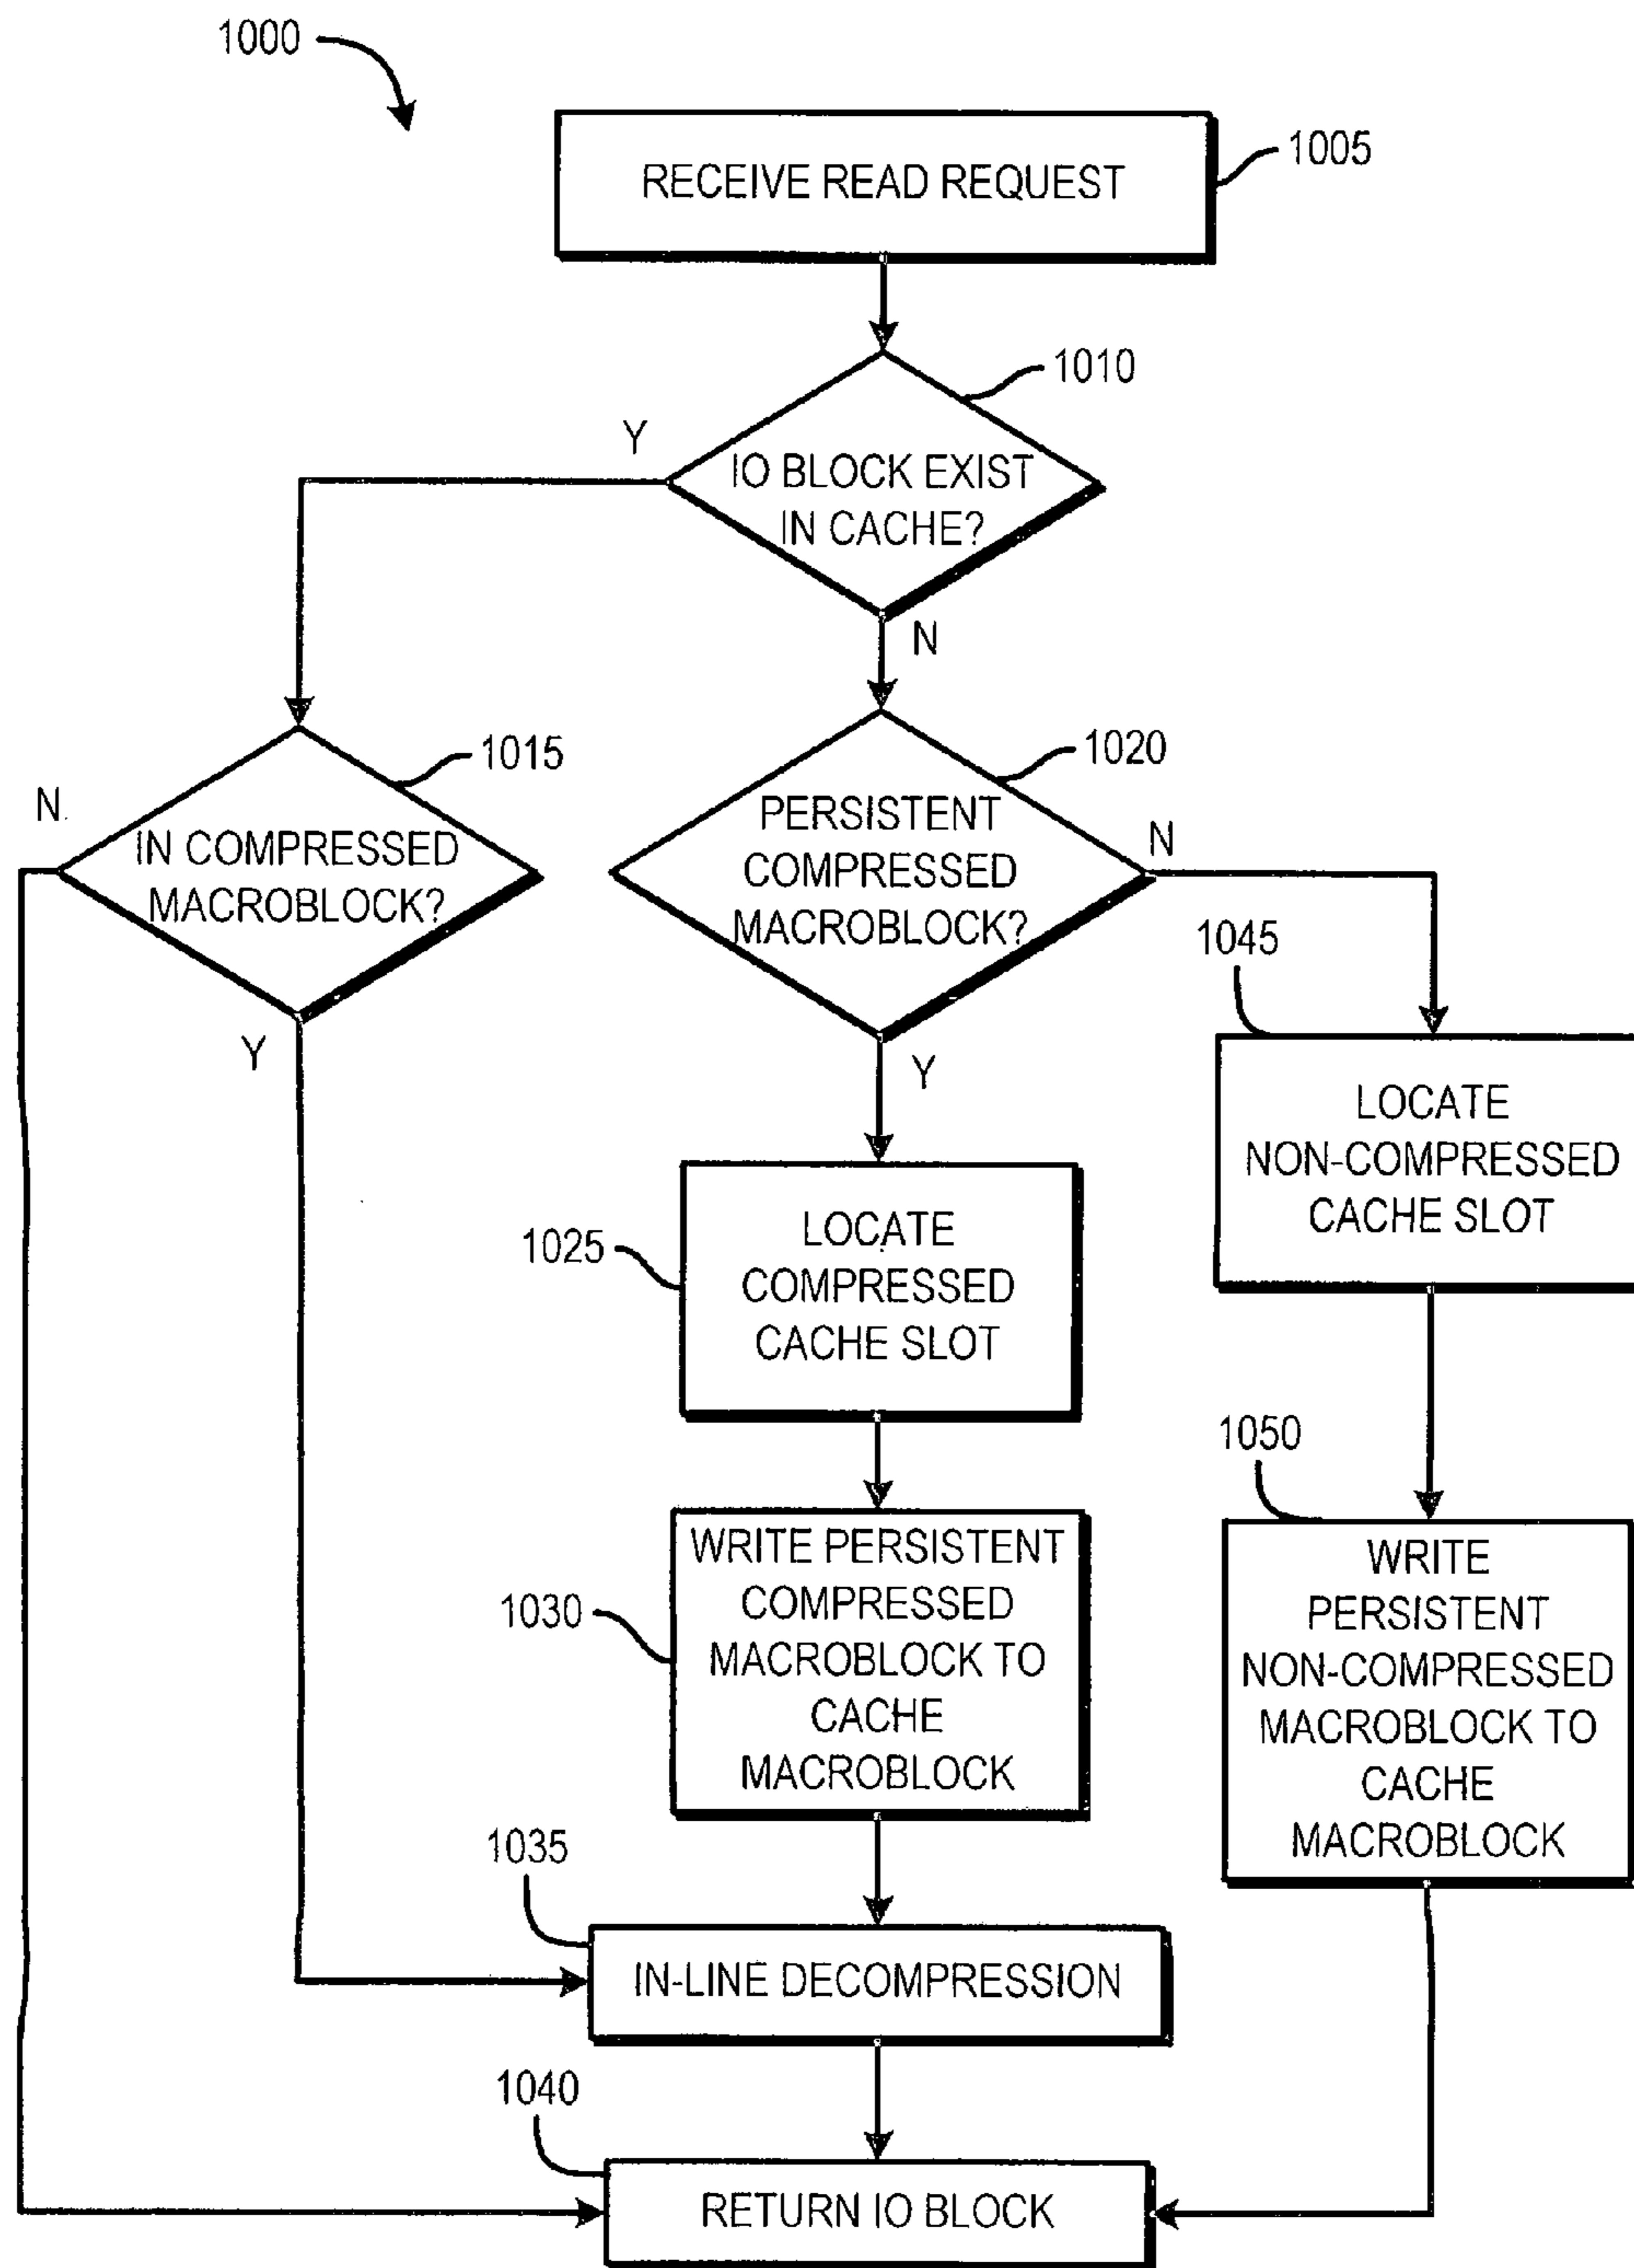 1000
RECEIVE READ REQUEST
1005
1010
Y
IO BLOCK EXIST
IN CACHE?
N
1015
N
IN COMPRESSED
MACROBLOCK?
Y
1020
PERSISTENT
COMPRESSED
MACROBLOCK?
N
Y
1045
LOCATE
NON-COMPRESSED
CACHE SLOT
1025
LOCATE
COMPRESSED
CACHE SLOT
1050
WRITE
PERSISTENT
NON-COMPRESSED
MACROBLOCK TO
CACHE
MACROBLOCK
1030
WRITE PERSISTENT
COMPRESSED
MACROBLOCK TO
CACHE
MACROBLOCK
1035
IN-LINE DECOMPRESSION
1040
RETURN IO BLOCK